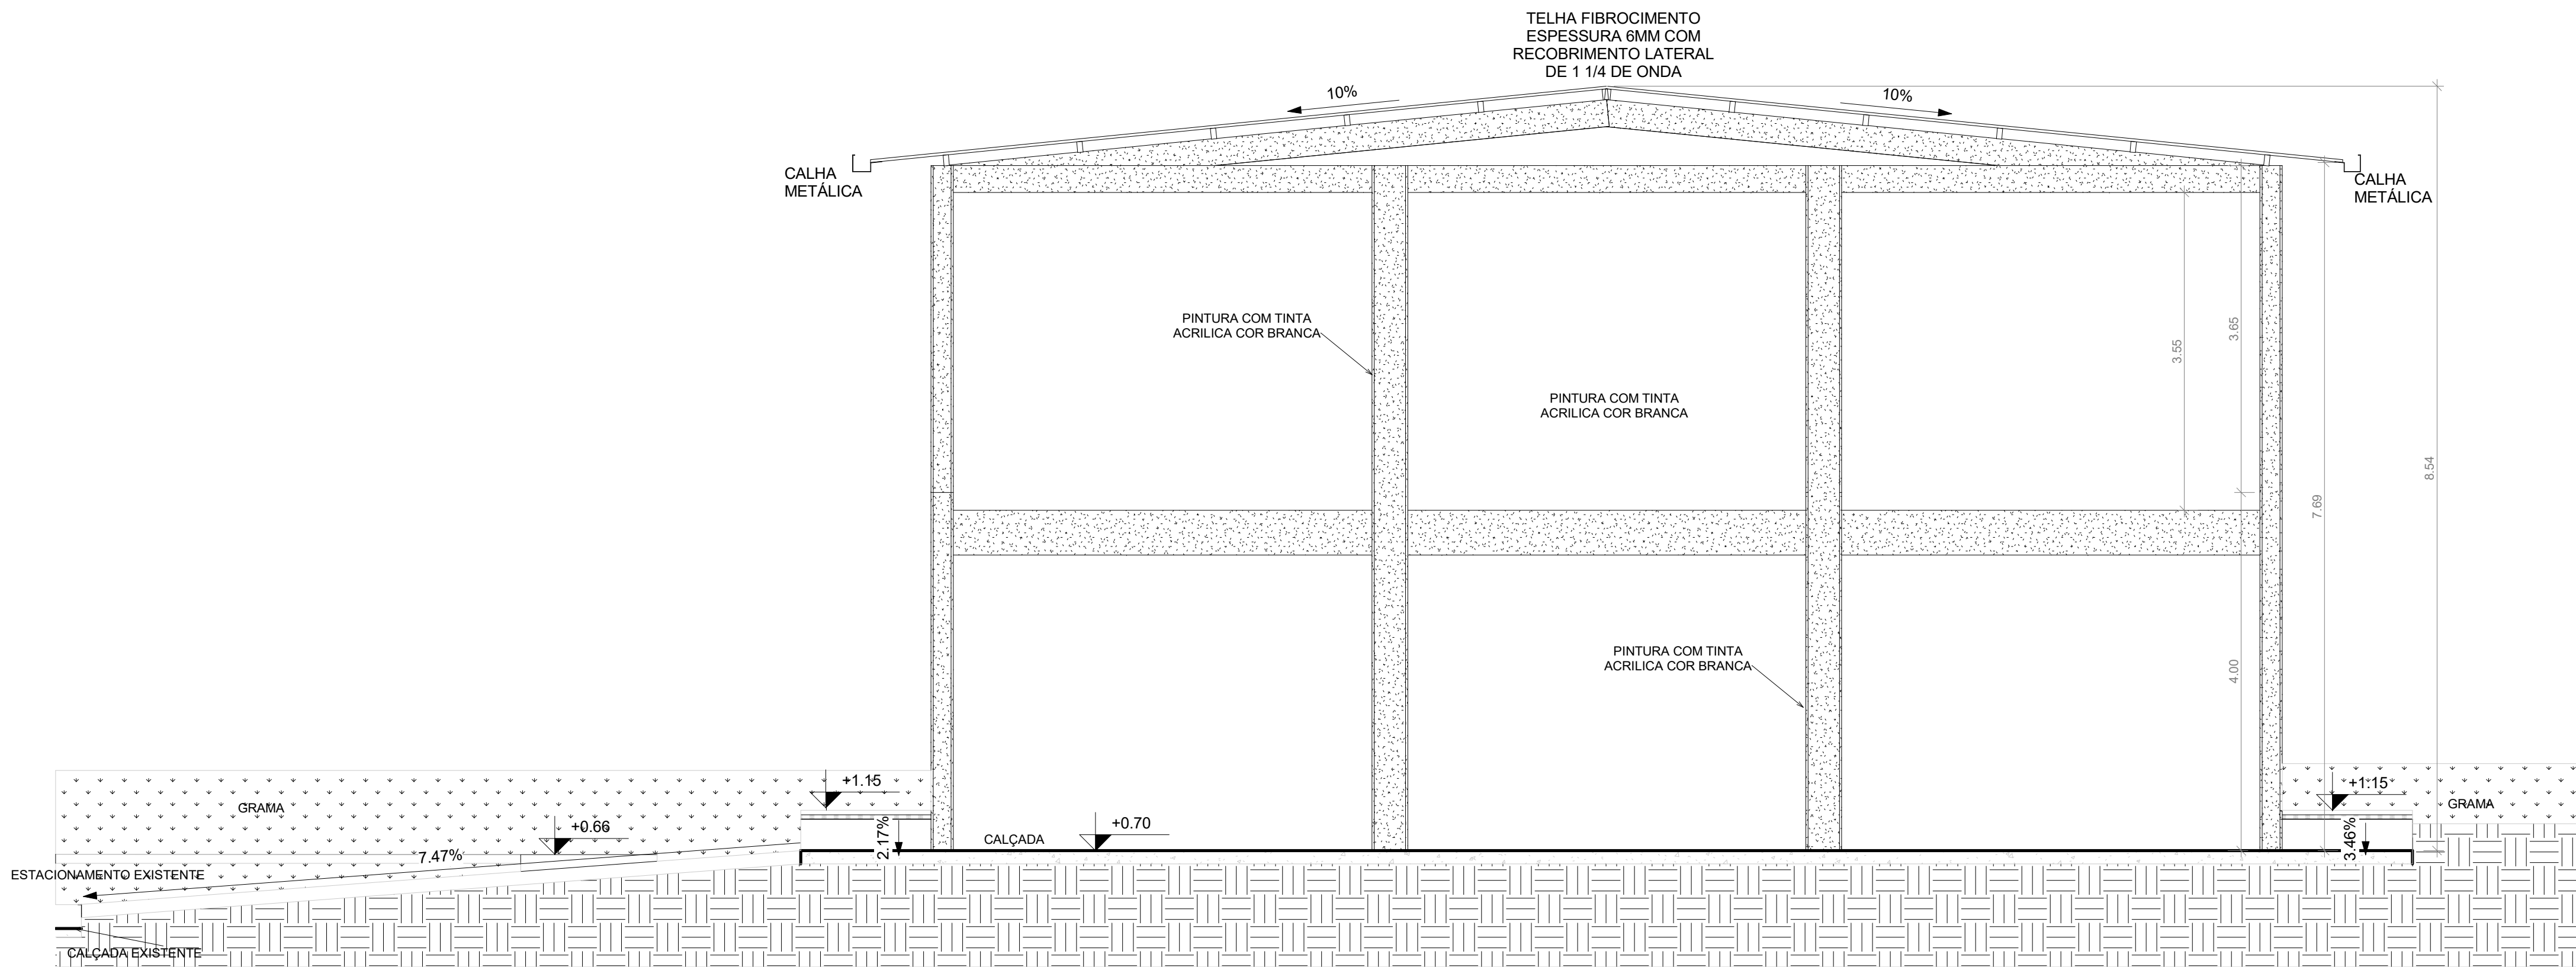 TELHA FIBROCIMENTO
ESPESSURA 6MM COM
RECOBRIMENTO LATERAL
DE 1 1/4 DE ONDA
10%
10%
CALHA
METÁLICA
CALHA
METÁLICA
PINTURA COM TINTA
ACRILICA COR BRANCA
PINTURA COM TINTA
ACRILICA COR BRANCA
3.55
3.65
7.69
8.54
PINTURA COM TINTA
ACRILICA COR BRANCA
4.00
+1.15
+1.15
GRAMA
GRAMA
+0.66
+0.70
CALÇADA
2.17%
3.46%
7.47%
ESTACIONAMENTO EXISTENTE
CALÇADA EXISTENTE